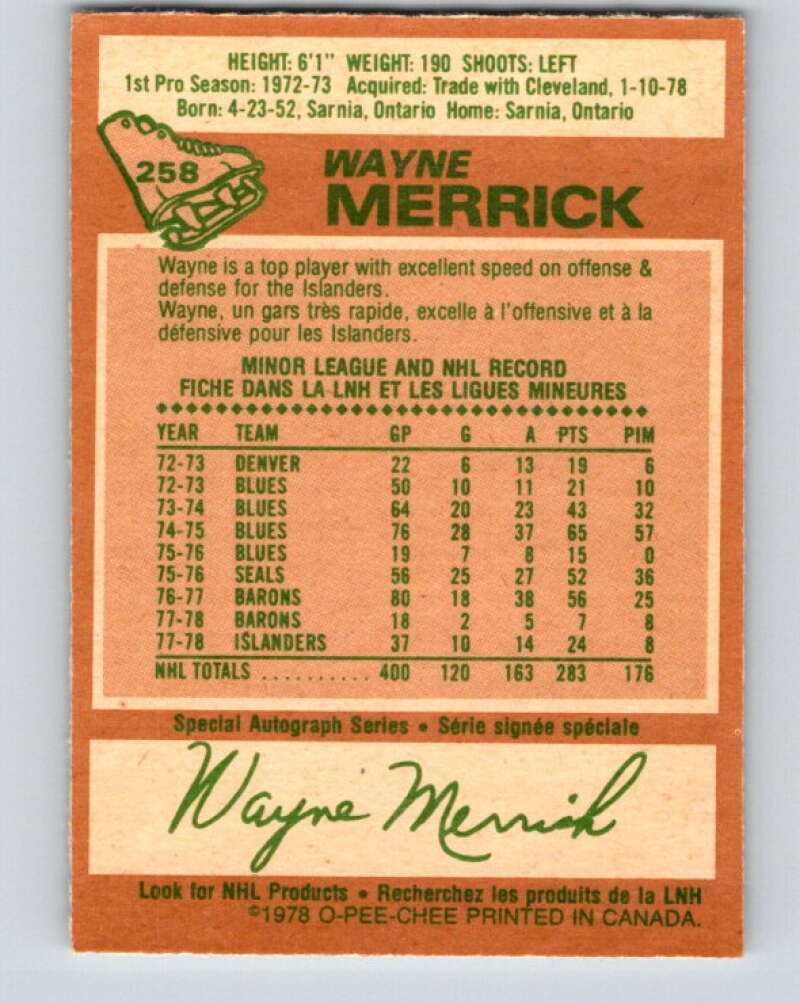 HEIGHT: 6'1" WEIGHT: 190 SHOOTS: LEFT
1st Pro Season: 1972-73 Acquired: Trade with Cleveland, 1-10-78
Born: 4-23-52, Sarnia, Ontario Home: Sarnia, Ontario
258
WAYNE
MERRICK
Wayne is a top player with excellent speed on offense &
defense for the Islanders.
Wayne, un gars très rapide, excelle à l'offensive et à la
défensive pour les Islanders.
MINOR LEAGUE AND NHL RECORD
FICHE DANS LA LNH ET LES LIGUES MINEURES
YEAR TEAM GP G A PTS PIM
72-73 DENVER 22 6 13 19 6
72-73 BLUES 50 10 11 21 10
73-74 BLUES 64 20 23 43 32
74-75 BLUES 76 28 37 65 57
75-76 BLUES 19 7 8 15 0
75-76 SEALS 56 25 27 52 36
76-77 BARONS 80 18 38 56 25
77-78 BARONS 18 2 5 7 8
77-78 ISLANDERS 37 10 14 24 8
NHL TOTALS .......... 400 120 163 283 176
Special Autograph Series • Série signée spéciale
Wayne Merrick
Look for NHL Products • Recherchez les produits de la LNH
©1978 O-PEE-CHEE PRINTED IN CANADA.